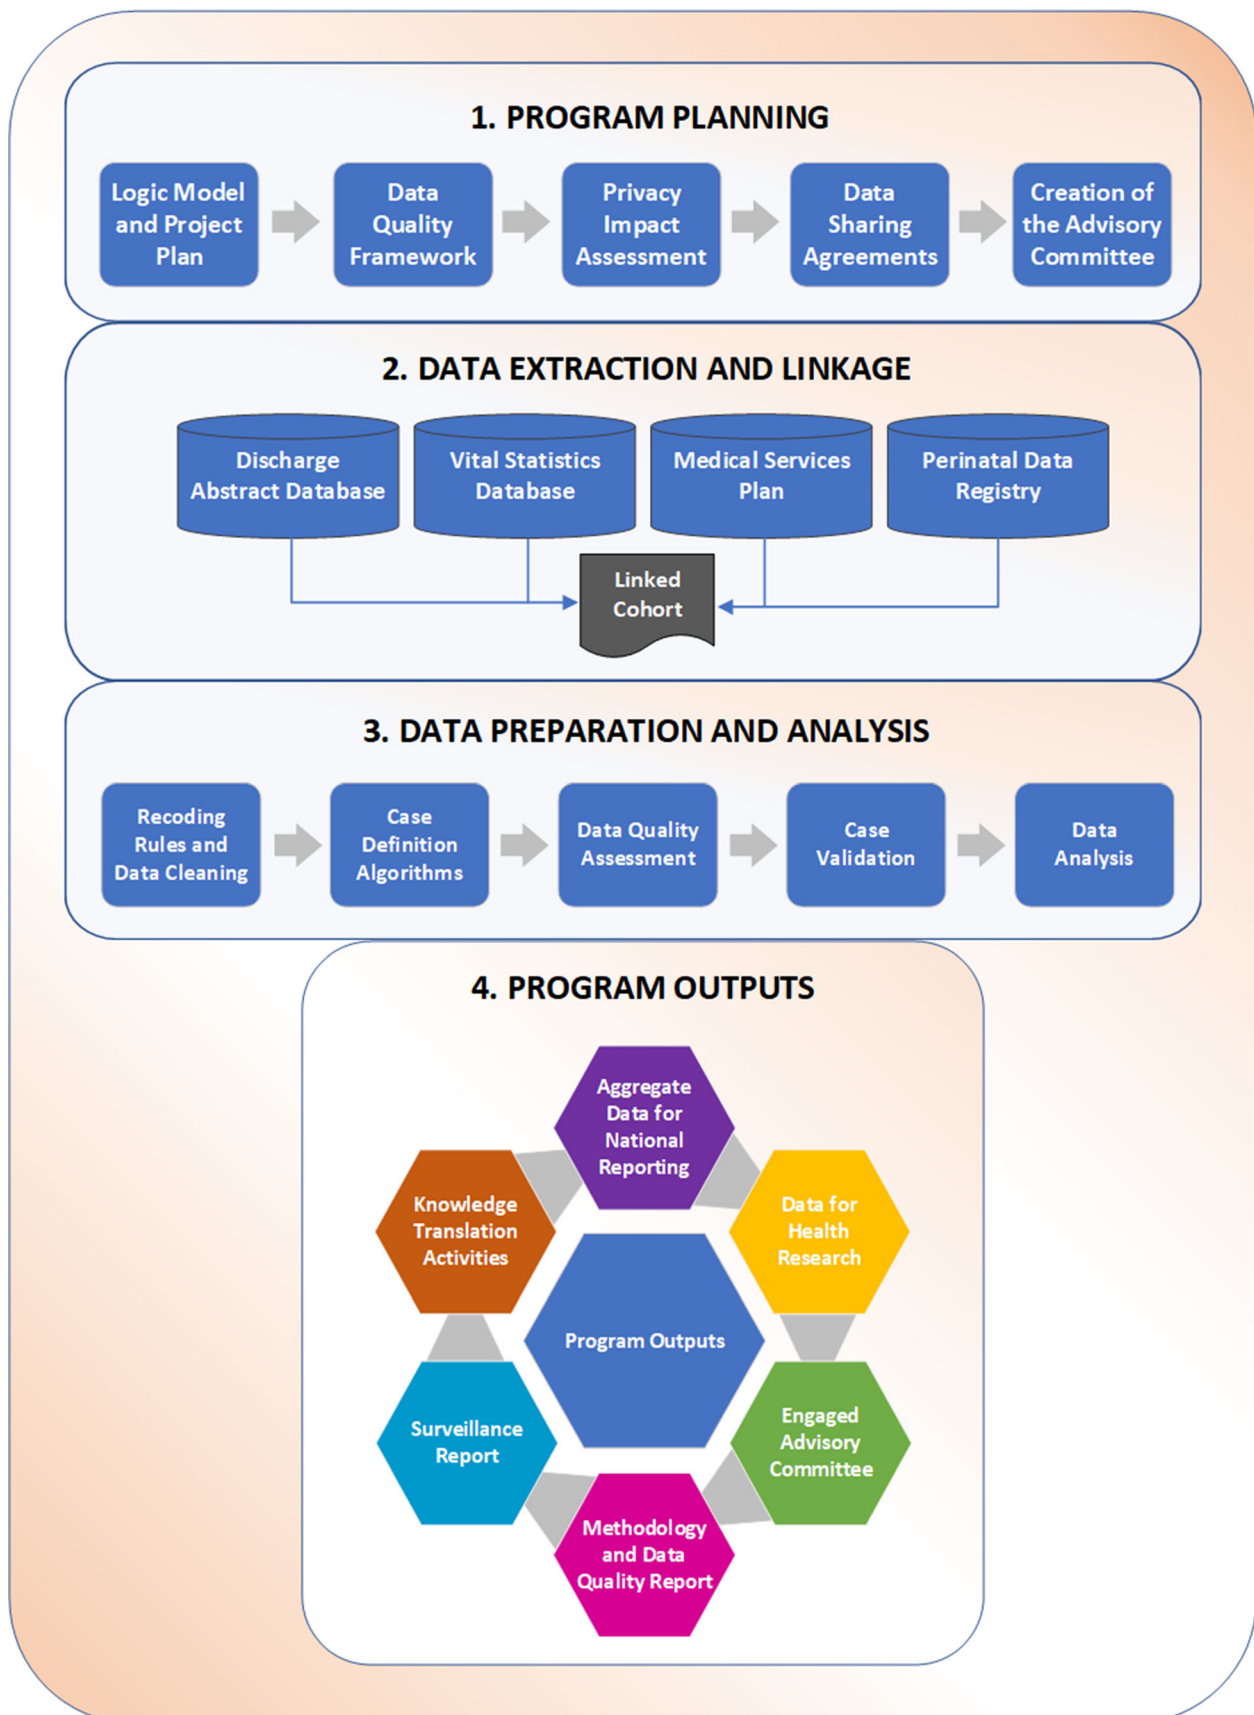 1. PROGRAM PLANNING
Logic Model
and Project
Plan
Data
Quality
Framework
Privacy
Impact
Assessment
Data
Sharing
Agreements
Creation of
the Advisory
Committee
2. DATA EXTRACTION AND LINKAGE
Discharge
Abstract Database
Vital Statistics
Database
Medical Services
Plan
Perinatal Data
Registry
Linked
Cohort
3. DATA PREPARATION AND ANALYSIS
Recoding
Rules and
Data Cleaning
Case
Definition
Algorithms
Data Quality
Assessment
Case
Validation
Data
Analysis
4. PROGRAM OUTPUTS
Aggregate
Data for
National
Reporting
Knowledge
Translation
Activities
Data for
Health
Research
Program Outputs
Surveillance
Report
Engaged
Advisory
Committee
Methodology
and Data
Quality Report